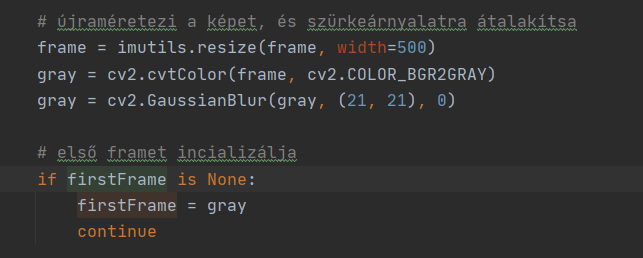 # újraméretezi a képet, és szürkeárnyalatra átalakítsa
frame = imutils.resize(frame, width=500)
gray = cv2.cvtColor(frame, cv2.COLOR_BGR2GRAY)
gray = cv2.GaussianBlur(gray, (21, 21), 0)
# első framet incializálja
if firstFrame is None:
firstFrame = gray
continue